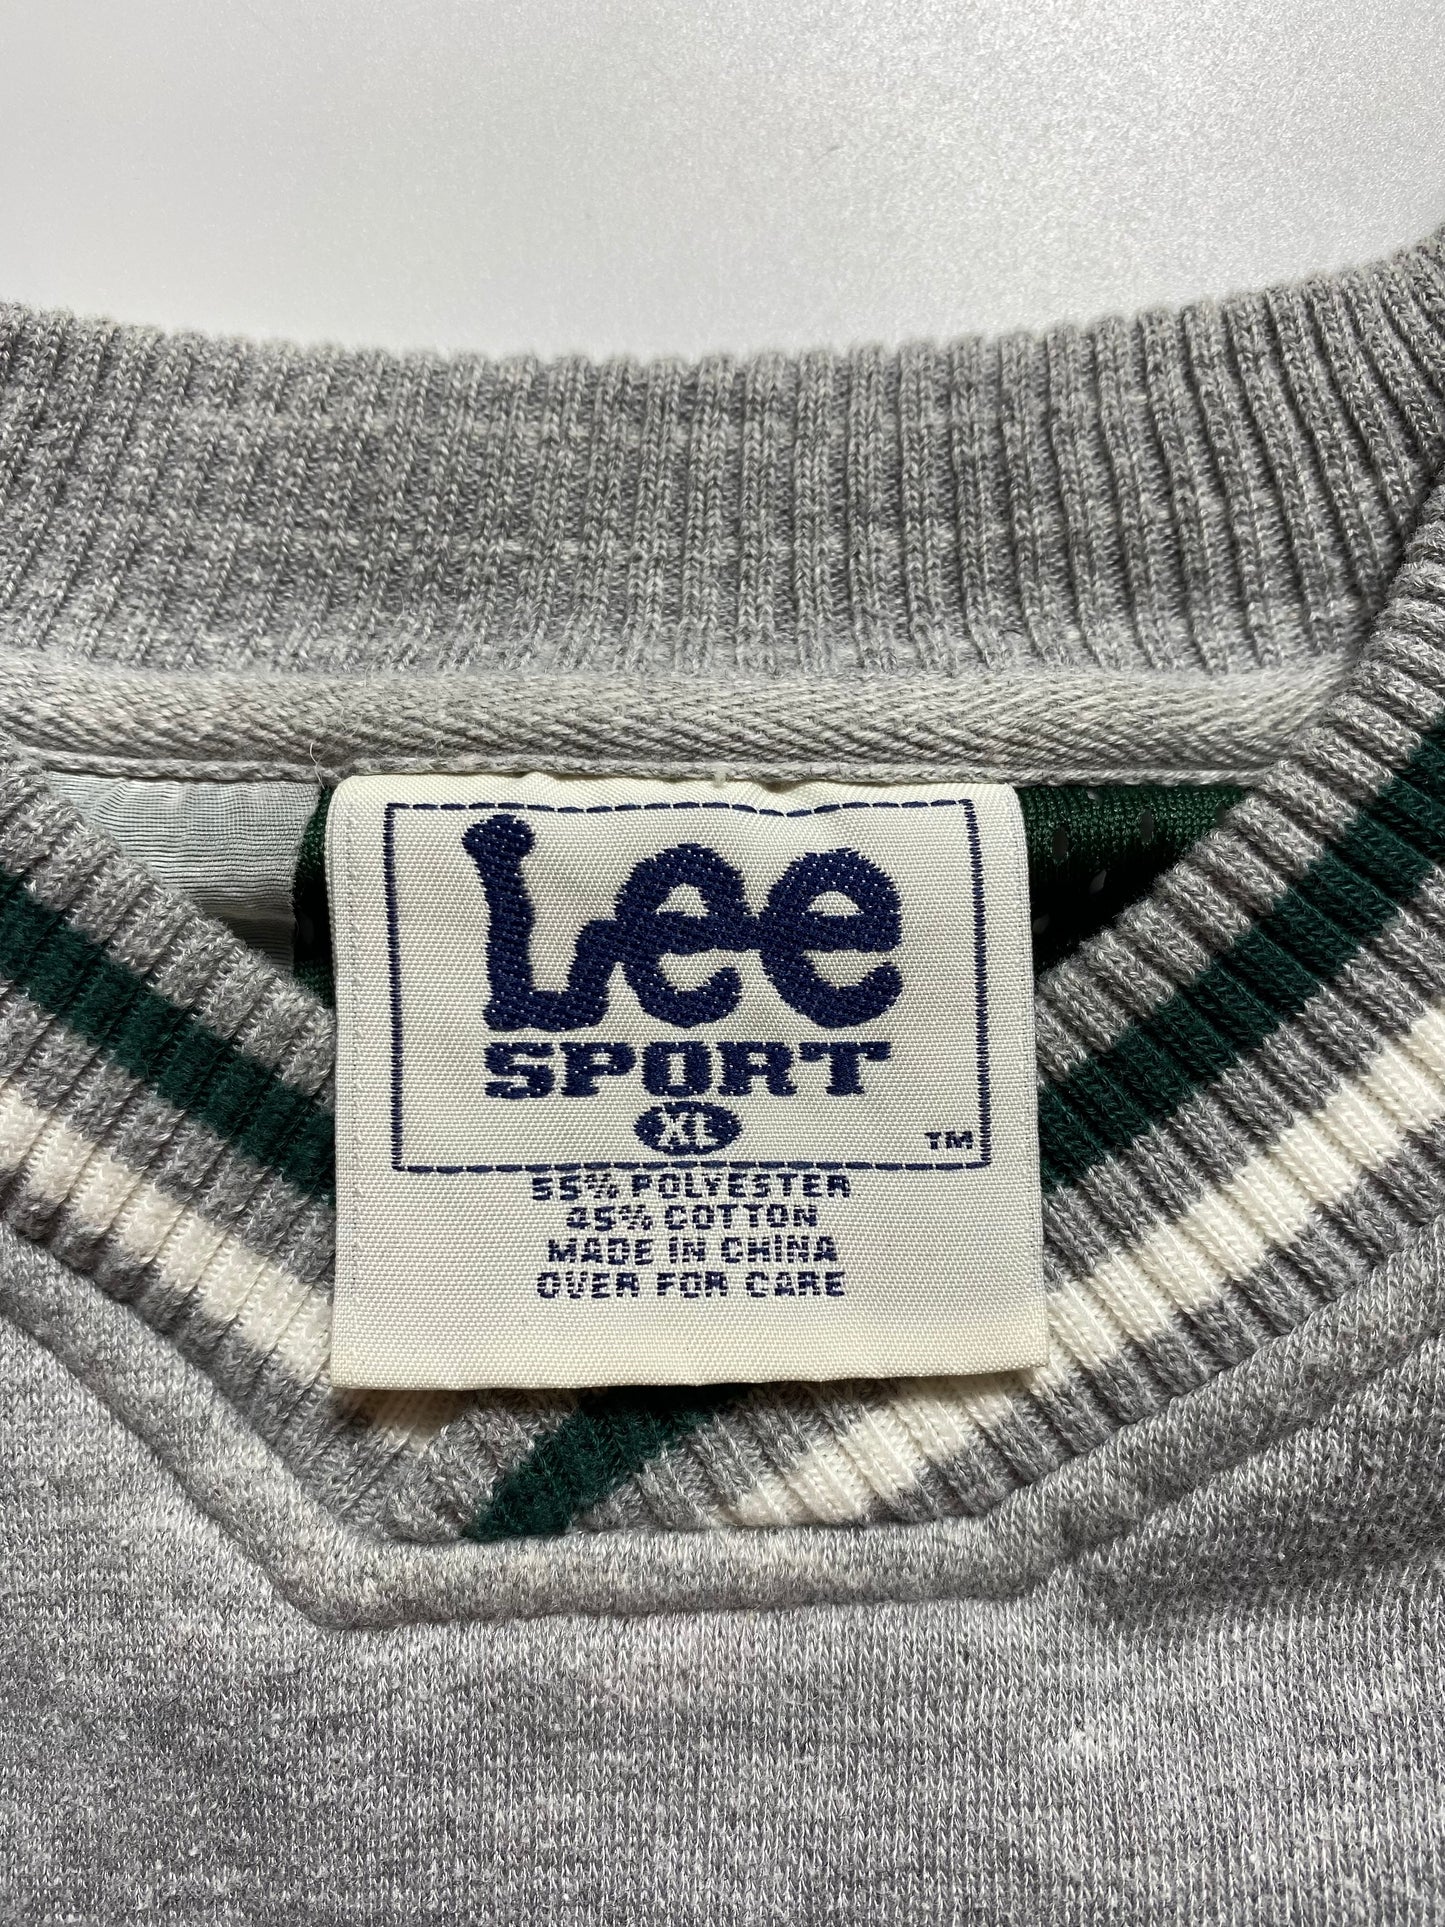 Lee
SPORT
XL
TM
55% POLYESTER
45% COTTON
MADE IN CHINA
OVER FOR CARE